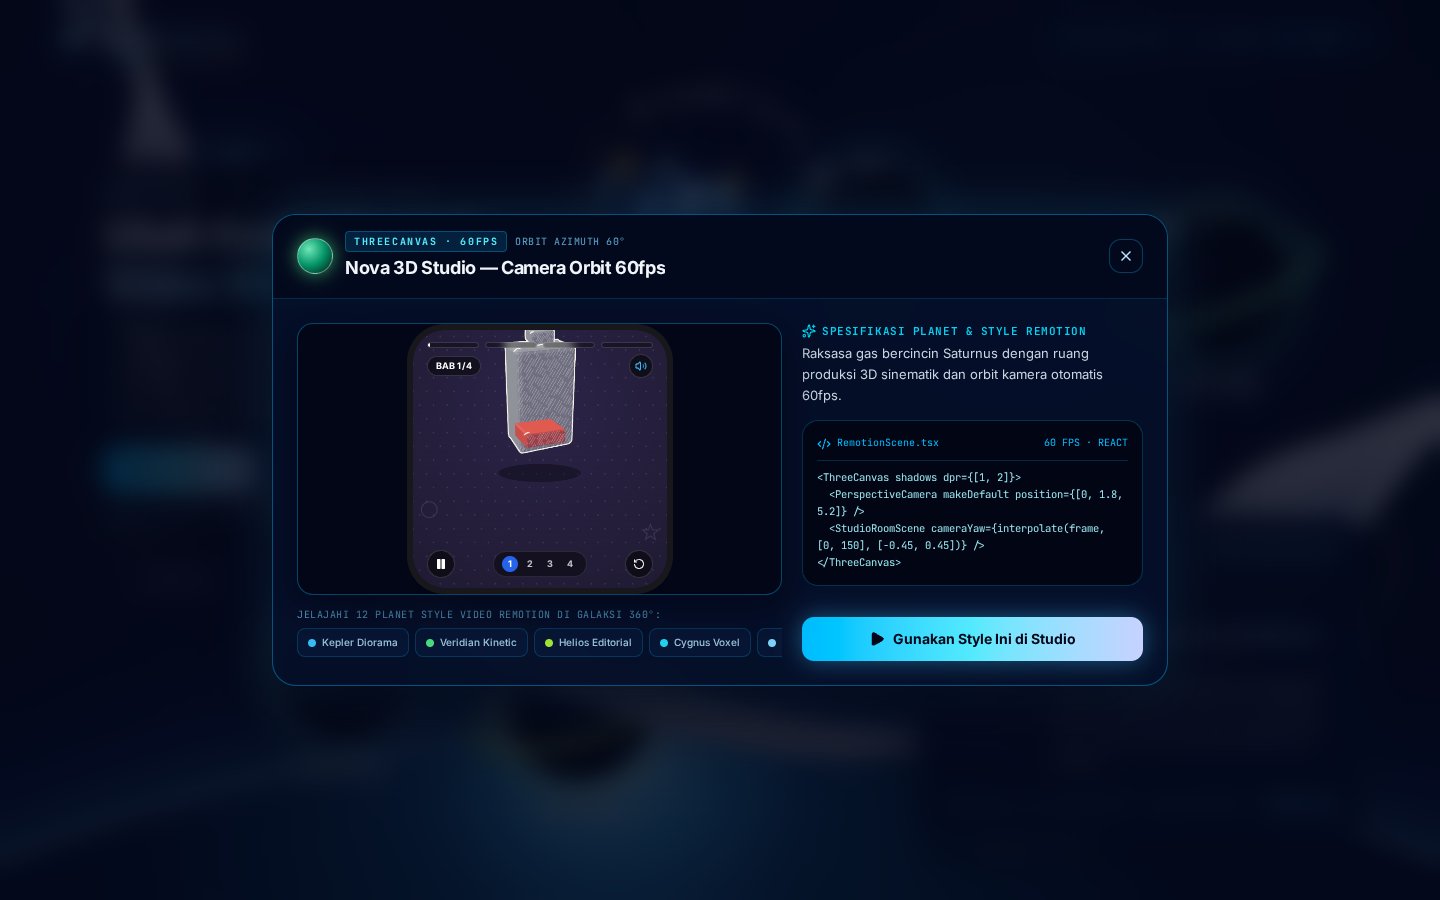 THREECANVAS · 60FPS
ORBIT AZIMUTH 60°
Nova 3D Studio — Camera Orbit 60fps
BAB 1/4
1 2 3 4
JELAJAHI 12 PLANET STYLE VIDEO REMOTION DI GALAKSI 360°:
Kepler Diorama
Veridian Kinetic
Helios Editorial
Cygnus Voxel
SPESIFIKASI PLANET & STYLE REMOTION
Raksasa gas bercincin Saturnus dengan ruang
produksi 3D sinematik dan orbit kamera otomatis
60fps.
RemotionScene.tsx
60 FPS · REACT
<ThreeCanvas shadows dpr={[1, 2]}>
<PerspectiveCamera makeDefault position={[0, 1.8,
5.2]} />
<StudioRoomScene cameraYaw={interpolate(frame,
[0, 150], [-0.45, 0.45])} />
</ThreeCanvas>
Gunakan Style Ini di Studio